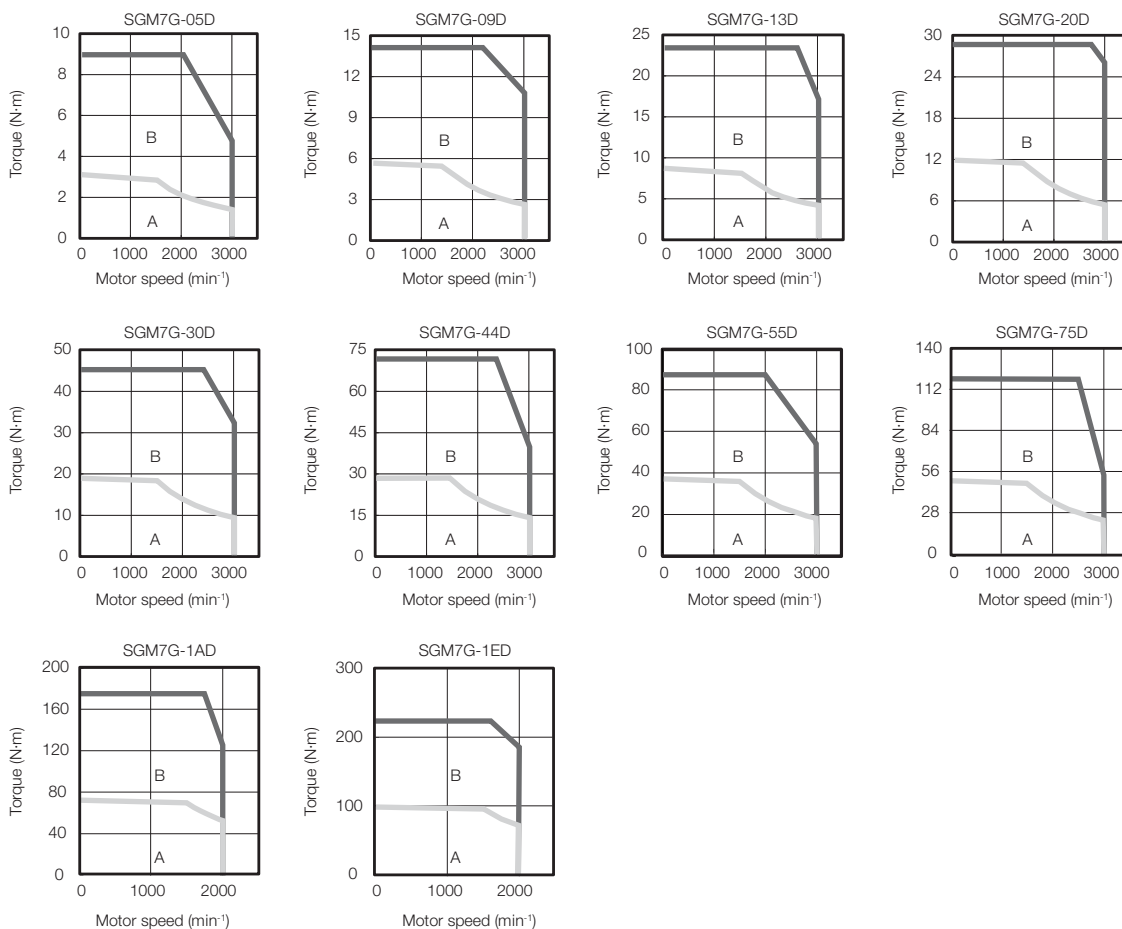 SGM7G-05D
Torque (N·m)
10
8
6
4
2
0
B
A
0 1000 2000 3000
Motor speed (min-1)
SGM7G-09D
Torque (N·m)
15
12
9
6
3
0
B
A
0 1000 2000 3000
Motor speed (min-1)
SGM7G-13D
Torque (N·m)
25
20
15
10
5
0
B
A
0 1000 2000 3000
Motor speed (min-1)
SGM7G-20D
Torque (N·m)
30
24
18
12
6
0
B
A
0 1000 2000 3000
Motor speed (min-1)
SGM7G-30D
Torque (N·m)
50
40
30
20
10
0
B
A
0 1000 2000 3000
Motor speed (min-1)
SGM7G-44D
Torque (N·m)
75
60
45
30
15
0
B
A
0 1000 2000 3000
Motor speed (min-1)
SGM7G-55D
Torque (N·m)
100
80
60
40
20
0
B
A
0 1000 2000 3000
Motor speed (min-1)
SGM7G-75D
Torque (N·m)
140
112
84
56
28
0
B
A
0 1000 2000 3000
Motor speed (min-1)
SGM7G-1AD
Torque (N·m)
200
160
120
80
40
0
B
A
0 1000 2000
Motor speed (min-1)
SGM7G-1ED
Torque (N·m)
300
200
100
0
B
A
0 1000 2000
Motor speed (min-1)